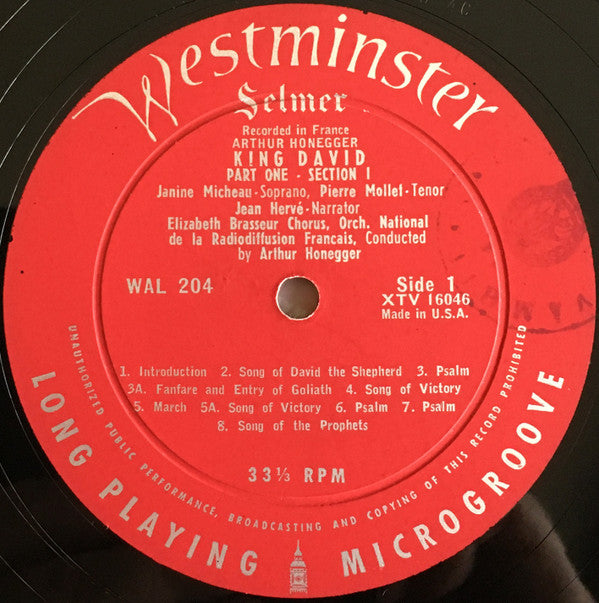 Westminster
Selmer
Recorded in France
ARTHUR HONEGGER
KING DAVID
PART ONE - SECTION I
Janine Micheau-Soprano, Pierre Mollet-Tenor
Jean Hervé-Narrator
Elizabeth Brasseur Chorus, Orch. National
de la Radiodiffusion Francais, Conducted
by Arthur Honegger
WAL 204
Side 1
XTV 16046
Made in U.S.A.
1. Introduction 2. Song of David the Shepherd 3. Psalm
3A. Fanfare and Entry of Goliath 4. Song of Victory
5. March 5A. Song of Victory 6. Psalm 7. Psalm
8. Song of the Prophets
33⅓ RPM
UNAUTHORIZED PUBLIC PERFORMANCE, BROADCASTING AND COPYING OF THIS RECORD PROHIBITED
LONG PLAYING MICROGROOVE